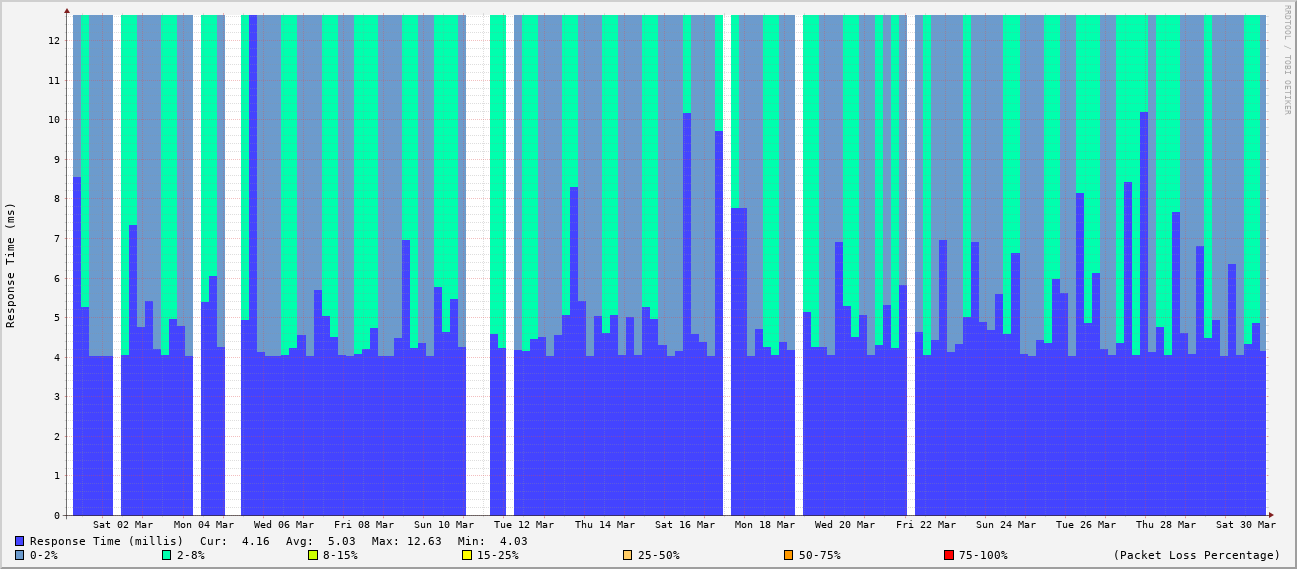 RRDTOOL / TOBI OETIKER
Response Time (ms)
12
11
10
9
8
7
6
5
4
3
2
1
0
Sat 02 Mar Mon 04 Mar Wed 06 Mar Fri 08 Mar Sun 10 Mar Tue 12 Mar Thu 14 Mar Sat 16 Mar Mon 18 Mar Wed 20 Mar Fri 22 Mar Sun 24 Mar Tue 26 Mar Thu 28 Mar Sat 30 Mar
Response Time (millis) Cur: 4.16 Avg: 5.03 Max: 12.63 Min: 4.03
0-2% 2-8% 8-15% 15-25% 25-50% 50-75% 75-100% (Packet Loss Percentage)